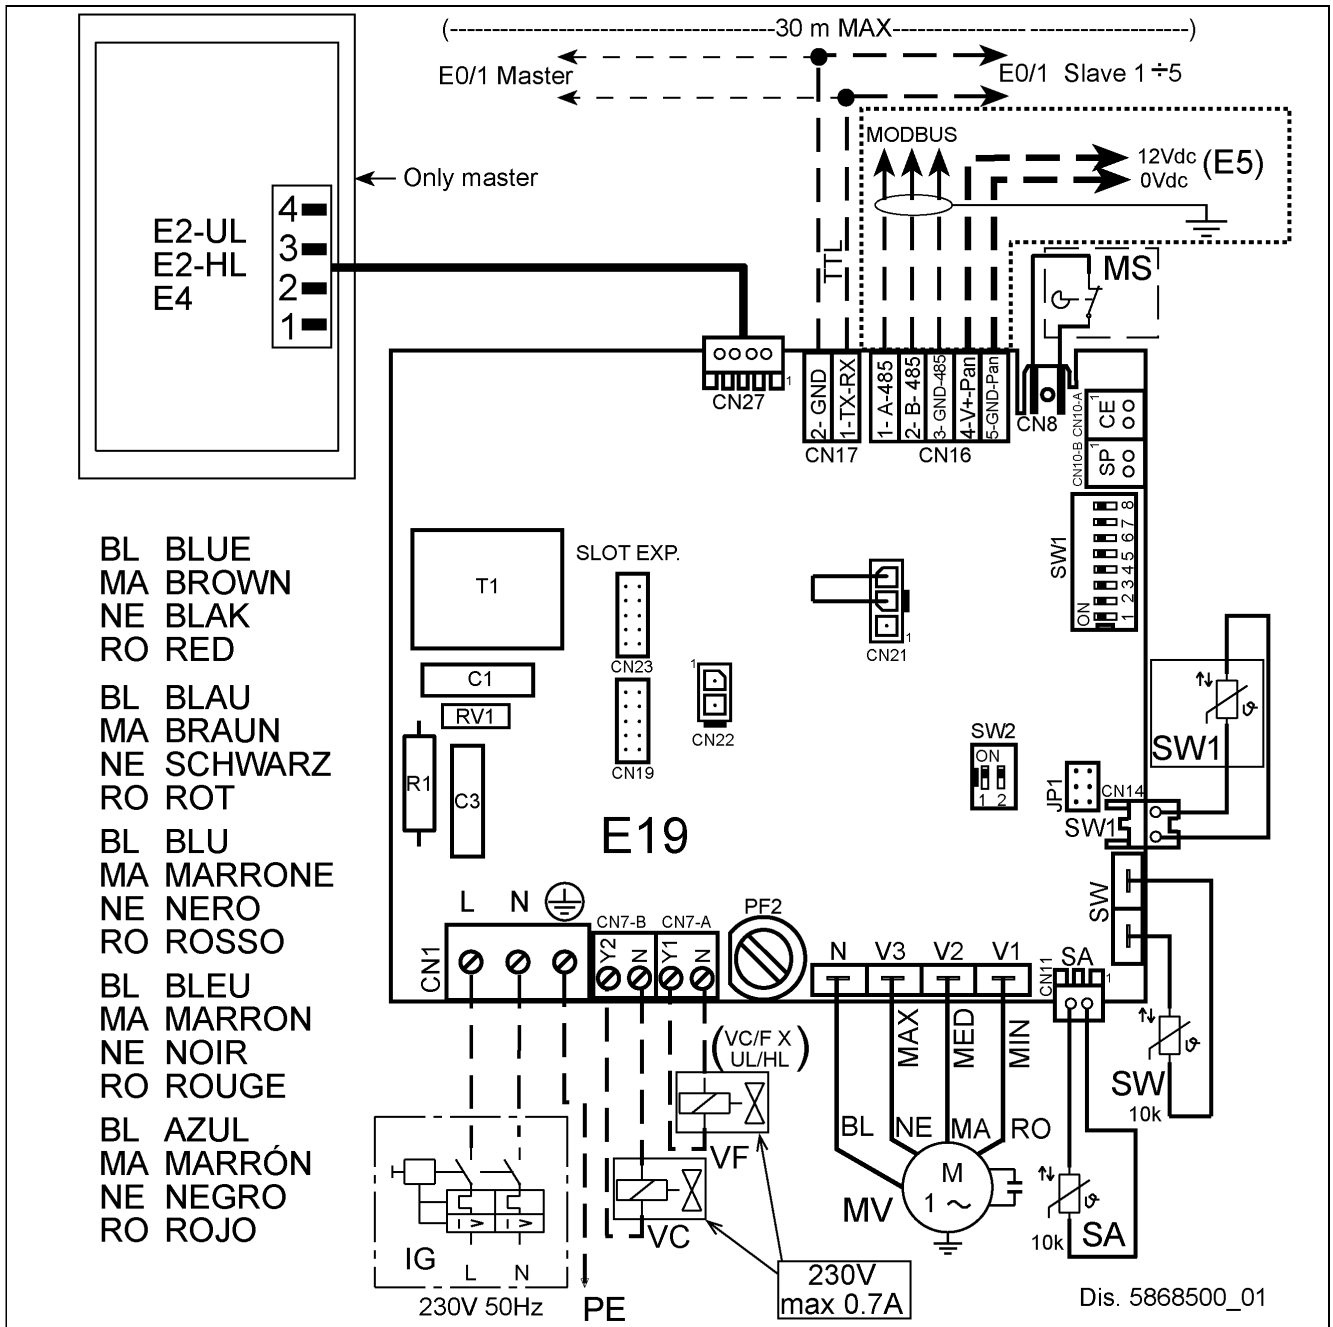 (----------30 m MAX----------)
E0/1 Master
E0/1 Slave 1÷5
MODBUS
12Vdc
0Vdc
(E5)
Only master
E2-UL
E2-HL
E4
4
3
2
1
TTL
MS
CN27
1
2- GND
1-TX-RX
CN17
1- A-485
2- B- 485
3- GND-485
4-V+-Pan
5-GND-Pan
CN16
CN8
CN10-A
1
CE
CN10-B
1
SP
SW1
ON
1 2 3 4 5 6 7 8
BL BLUE
MA BROWN
NE BLAK
RO RED
BL BLAU
MA BRAUN
NE SCHWARZ
RO ROT
BL BLU
MA MARRONE
NE NERO
RO ROSSO
BL BLEU
MA MARRON
NE NOIR
RO ROUGE
BL AZUL
MA MARRÓN
NE NEGRO
RO ROJO
T1
C1
RV1
R1
C3
SLOT EXP.
CN23
CN19
1
CN22
CN21
1
SW2
ON
1 2
JP1
CN14
SW1
SW1
E19
L N
CN1
CN7-B
Y2
N
CN7-A
Y1
N
PF2
N V3 V2 V1
SW
CN11
SA
1
MAX
MED
MIN
(VC/F X
UL/HL)
VF
VC
BL NE MA RO
M
1 ~
MV
SW
10k
SA
10k
IG
I > I >
L N
230V 50Hz
PE
230V
max 0.7A
Dis. 5868500_01